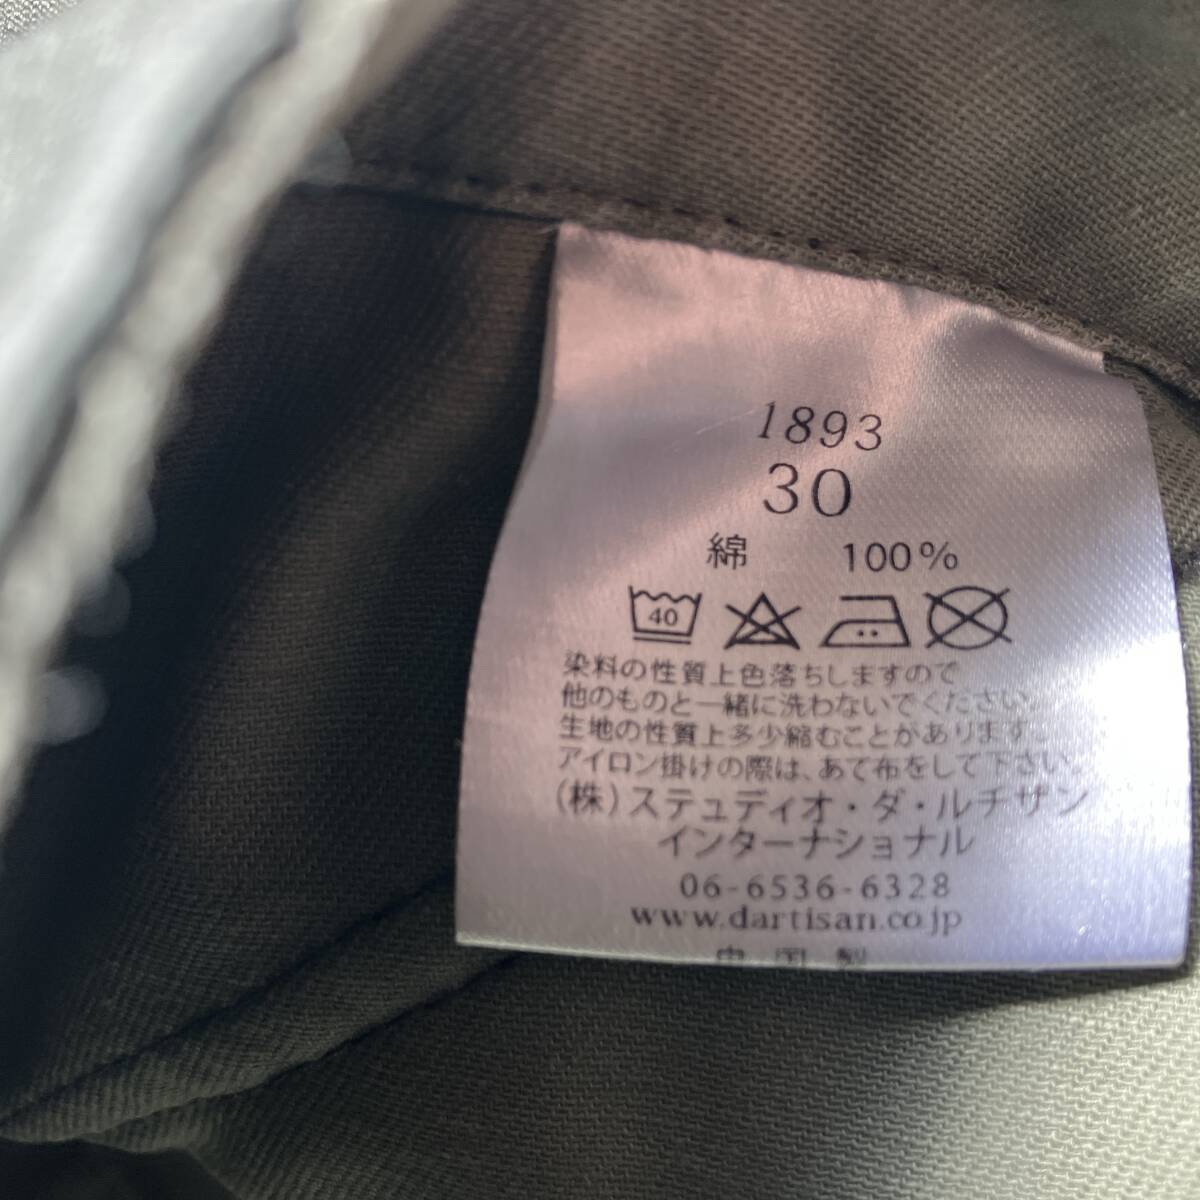 1893
30
綿 100%
40
染料の性質上色落ちしますので
他のものと一緒に洗わないでください。
生地の性質上多少縮むことがあります。
アイロン掛けの際は、あて布をして下さい。
(株)ステュディオ・ダ・ルチザン
インターナショナル
06-6536-6328
www.dartisan.co.jp
中国製